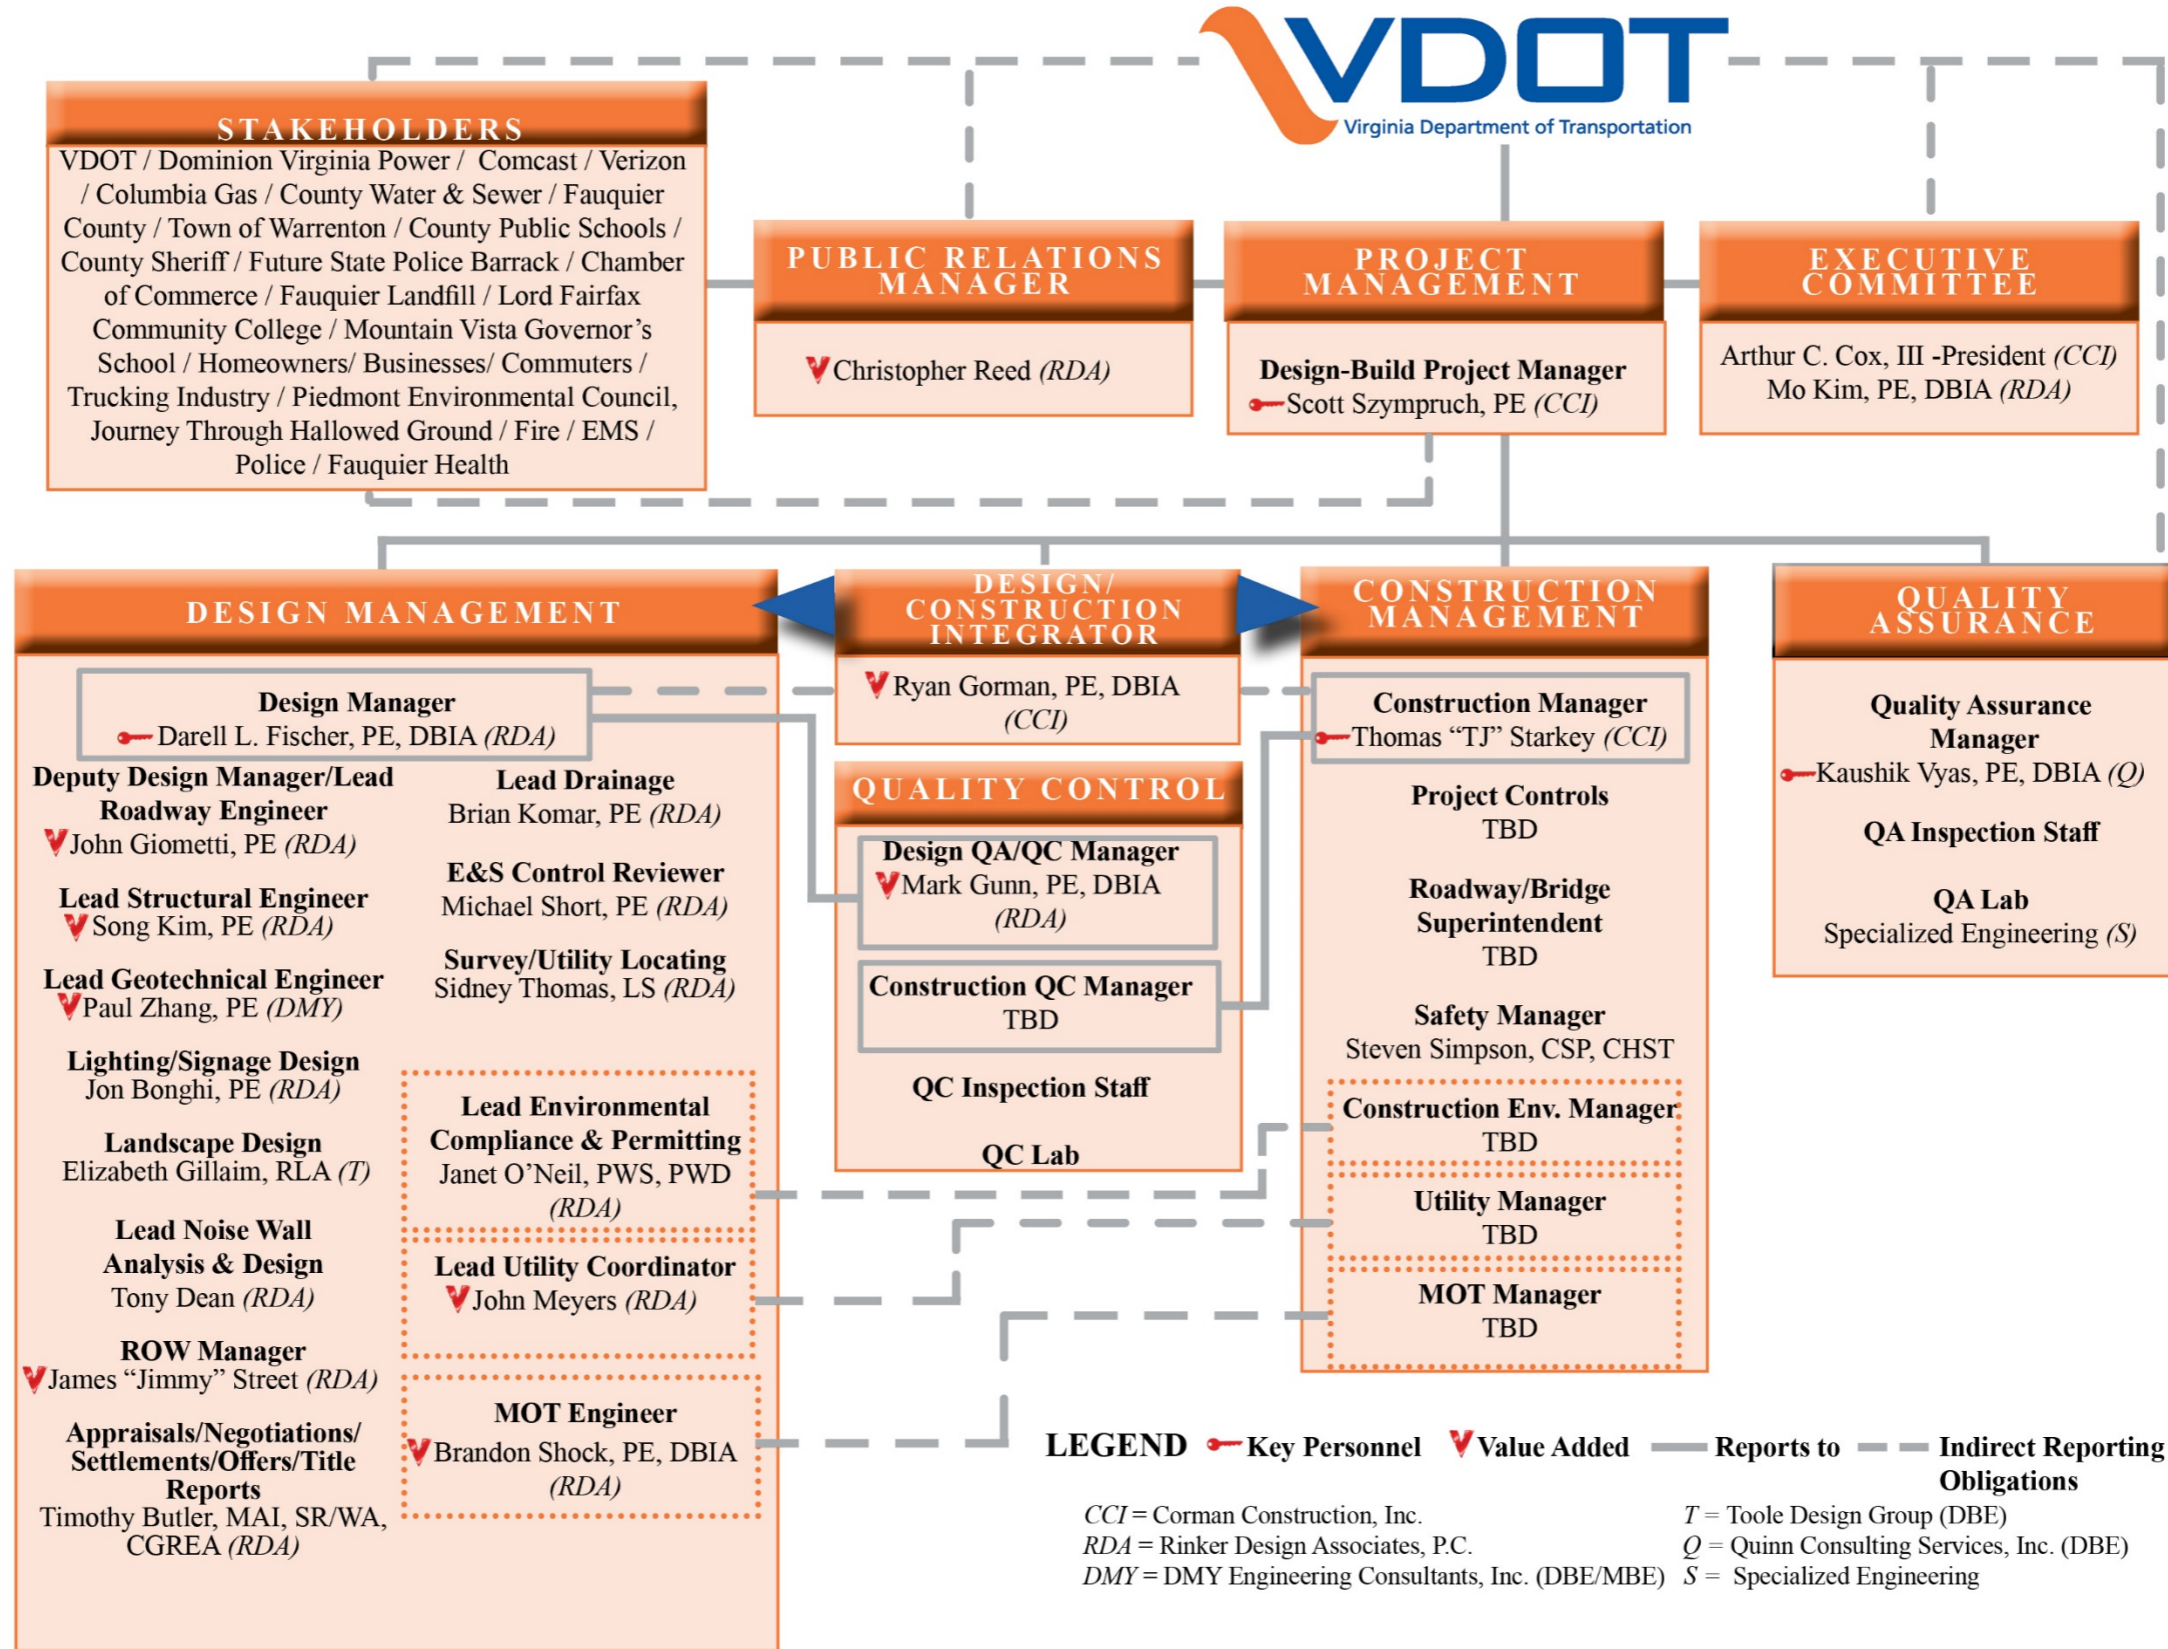 VDOT
Virginia Department of Transportation
STAKEHOLDERS
VDOT / Dominion Virginia Power / Comcast / Verizon
/ Columbia Gas / County Water & Sewer / Fauquier
County / Town of Warrenton / County Public Schools /
County Sheriff / Future State Police Barrack / Chamber
of Commerce / Fauquier Landfill / Lord Fairfax
Community College / Mountain Vista Governor’s
School / Homeowners/ Businesses/ Commuters /
Trucking Industry / Piedmont Environmental Council,
Journey Through Hallowed Ground / Fire / EMS /
Police / Fauquier Health
PUBLIC RELATIONS
MANAGER
Christopher Reed (RDA)
PROJECT
MANAGEMENT
Design-Build Project Manager
Scott Szympruch, PE (CCI)
EXECUTIVE
COMMITTEE
Arthur C. Cox, III -President (CCI)
Mo Kim, PE, DBIA (RDA)
DESIGN MANAGEMENT
Design Manager
Darell L. Fischer, PE, DBIA (RDA)
Deputy Design Manager/Lead
Roadway Engineer
John Giometti, PE (RDA)
Lead Structural Engineer
Song Kim, PE (RDA)
Lead Geotechnical Engineer
Paul Zhang, PE (DMY)
Lighting/Signage Design
Jon Bonghi, PE (RDA)
Landscape Design
Elizabeth Gillaim, RLA (T)
Lead Noise Wall
Analysis & Design
Tony Dean (RDA)
ROW Manager
James “Jimmy” Street (RDA)
Appraisals/Negotiations/
Settlements/Offers/Title
Reports
Timothy Butler, MAI, SR/WA,
CGREA (RDA)
Lead Drainage
Brian Komar, PE (RDA)
E&S Control Reviewer
Michael Short, PE (RDA)
Survey/Utility Locating
Sidney Thomas, LS (RDA)
Lead Environmental
Compliance & Permitting
Janet O’Neil, PWS, PWD
(RDA)
Lead Utility Coordinator
John Meyers (RDA)
MOT Engineer
Brandon Shock, PE, DBIA
(RDA)
DESIGN/
CONSTRUCTION
INTEGRATOR
Ryan Gorman, PE, DBIA
(CCI)
QUALITY CONTROL
Design QA/QC Manager
Mark Gunn, PE, DBIA
(RDA)
Construction QC Manager
TBD
QC Inspection Staff
QC Lab
CONSTRUCTION
MANAGEMENT
Construction Manager
Thomas “TJ” Starkey (CCI)
Project Controls
TBD
Roadway/Bridge
Superintendent
TBD
Safety Manager
Steven Simpson, CSP, CHST
Construction Env. Manager
TBD
Utility Manager
TBD
MOT Manager
TBD
QUALITY
ASSURANCE
Quality Assurance
Manager
Kaushik Vyas, PE, DBIA (Q)
QA Inspection Staff
QA Lab
Specialized Engineering (S)
LEGEND Key Personnel Value Added Reports to Indirect Reporting
Obligations
CCI = Corman Construction, Inc.
RDA = Rinker Design Associates, P.C.
DMY = DMY Engineering Consultants, Inc. (DBE/MBE)
T = Toole Design Group (DBE)
Q = Quinn Consulting Services, Inc. (DBE)
S = Specialized Engineering